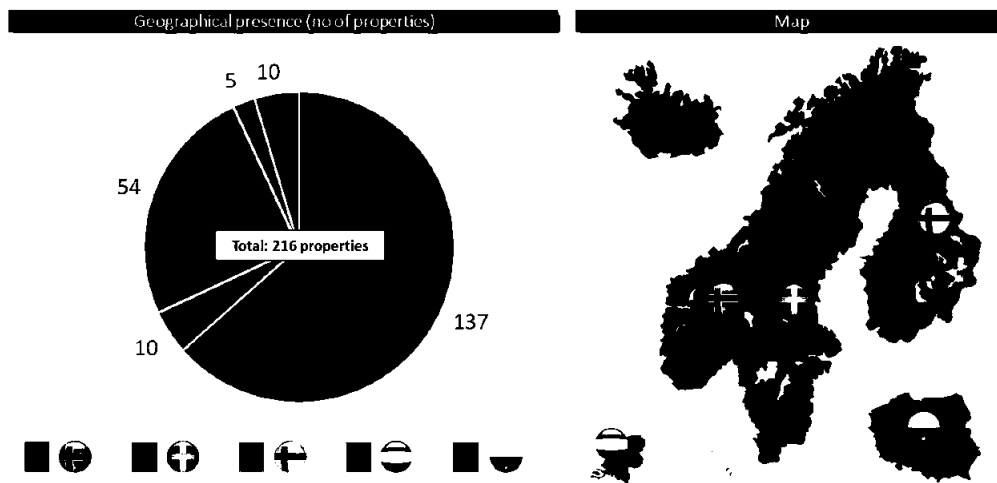 Geographical presence (no of properties)
Map
5
10
54
Total: 216 properties
137
10